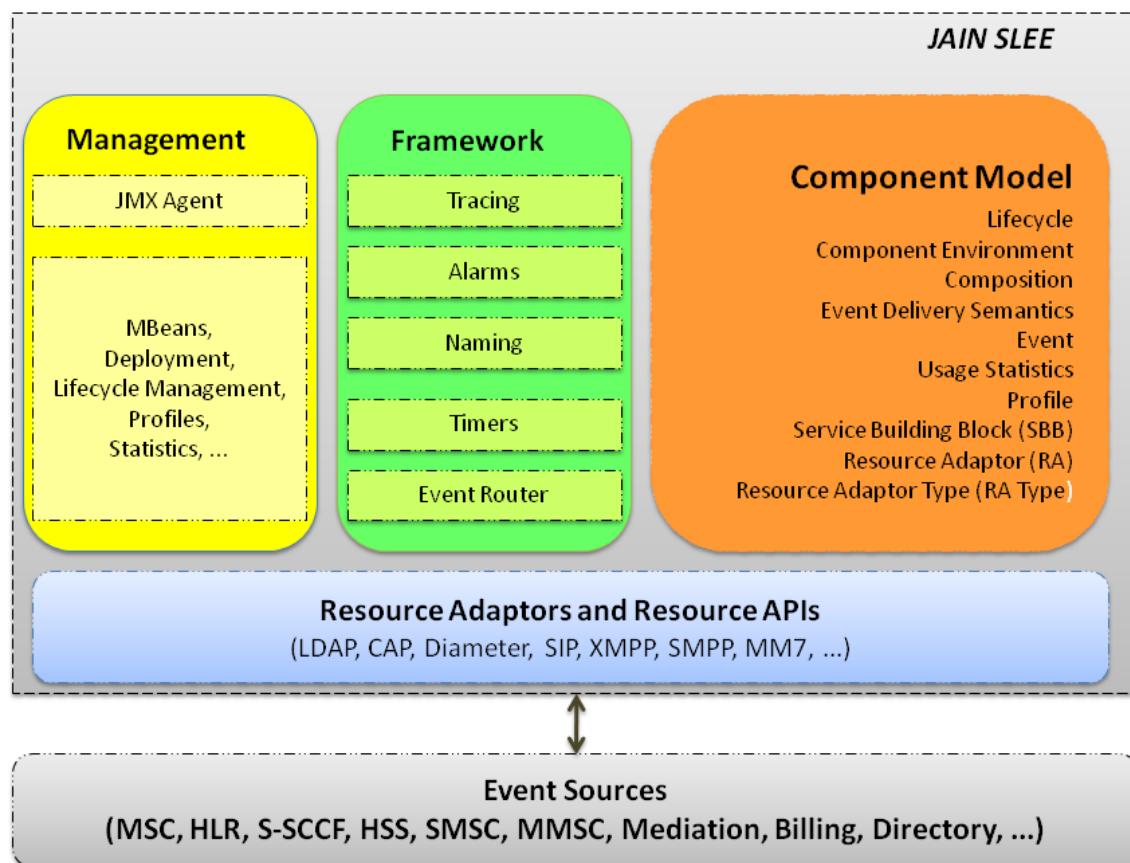 JAIN SLEE
Management
JMX Agent
MBeans,
Deployment,
Lifecycle Management,
Profiles,
Statistics, ...
Framework
Tracing
Alarms
Naming
Timers
Event Router
Component Model
Lifecycle
Component Environment
Composition
Event Delivery Semantics
Event
Usage Statistics
Profile
Service Building Block (SBB)
Resource Adaptor (RA)
Resource Adaptor Type (RA Type)
Resource Adaptors and Resource APIs
(LDAP, CAP, Diameter, SIP, XMPP, SMPP, MM7, ...)
Event Sources
(MSC, HLR, S-SCCF, HSS, SMSC, MMSC, Mediation, Billing, Directory, ...)